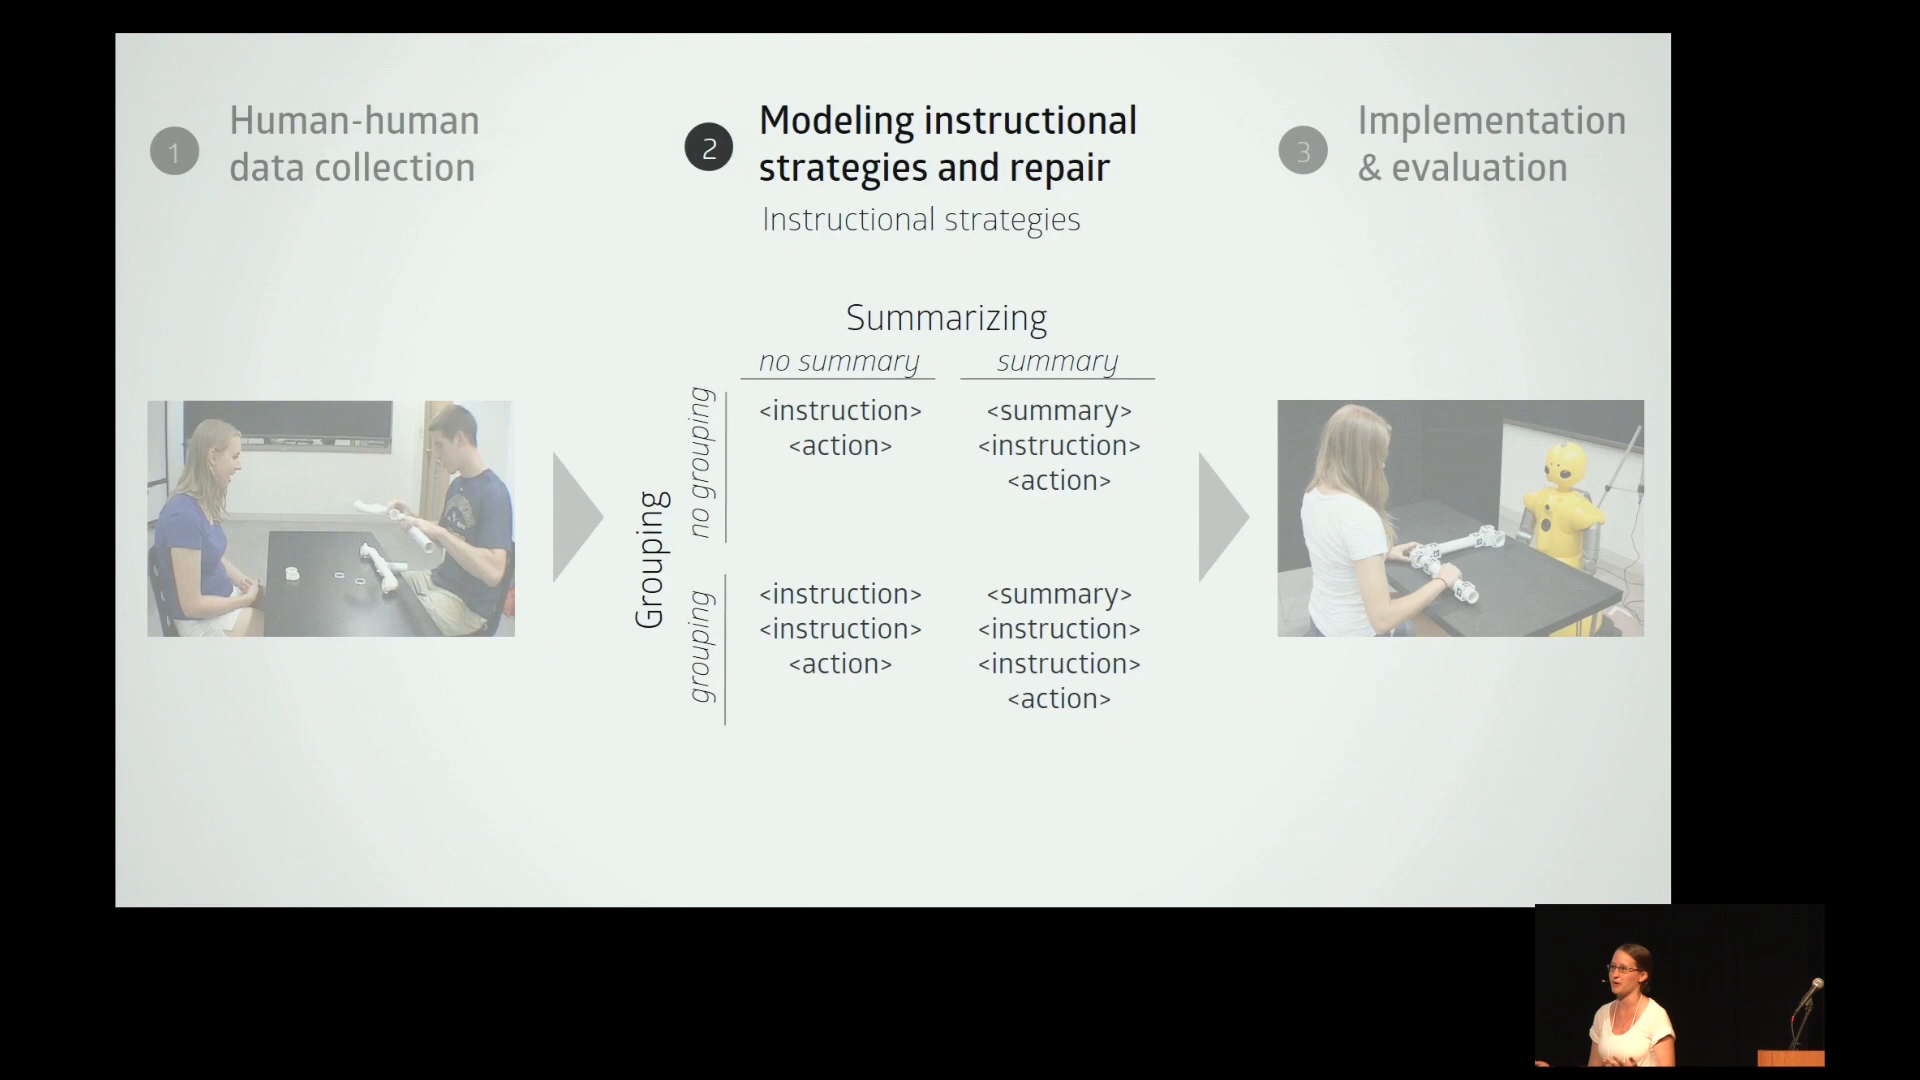 1
Human-human
data collection
2
Modeling instructional
strategies and repair
Instructional strategies
3
Implementation
& evaluation
Summarizing
no summary
summary
Grouping
no grouping
<instruction>
<action>
<summary>
<instruction>
<action>
grouping
<instruction>
<instruction>
<action>
<summary>
<instruction>
<instruction>
<action>